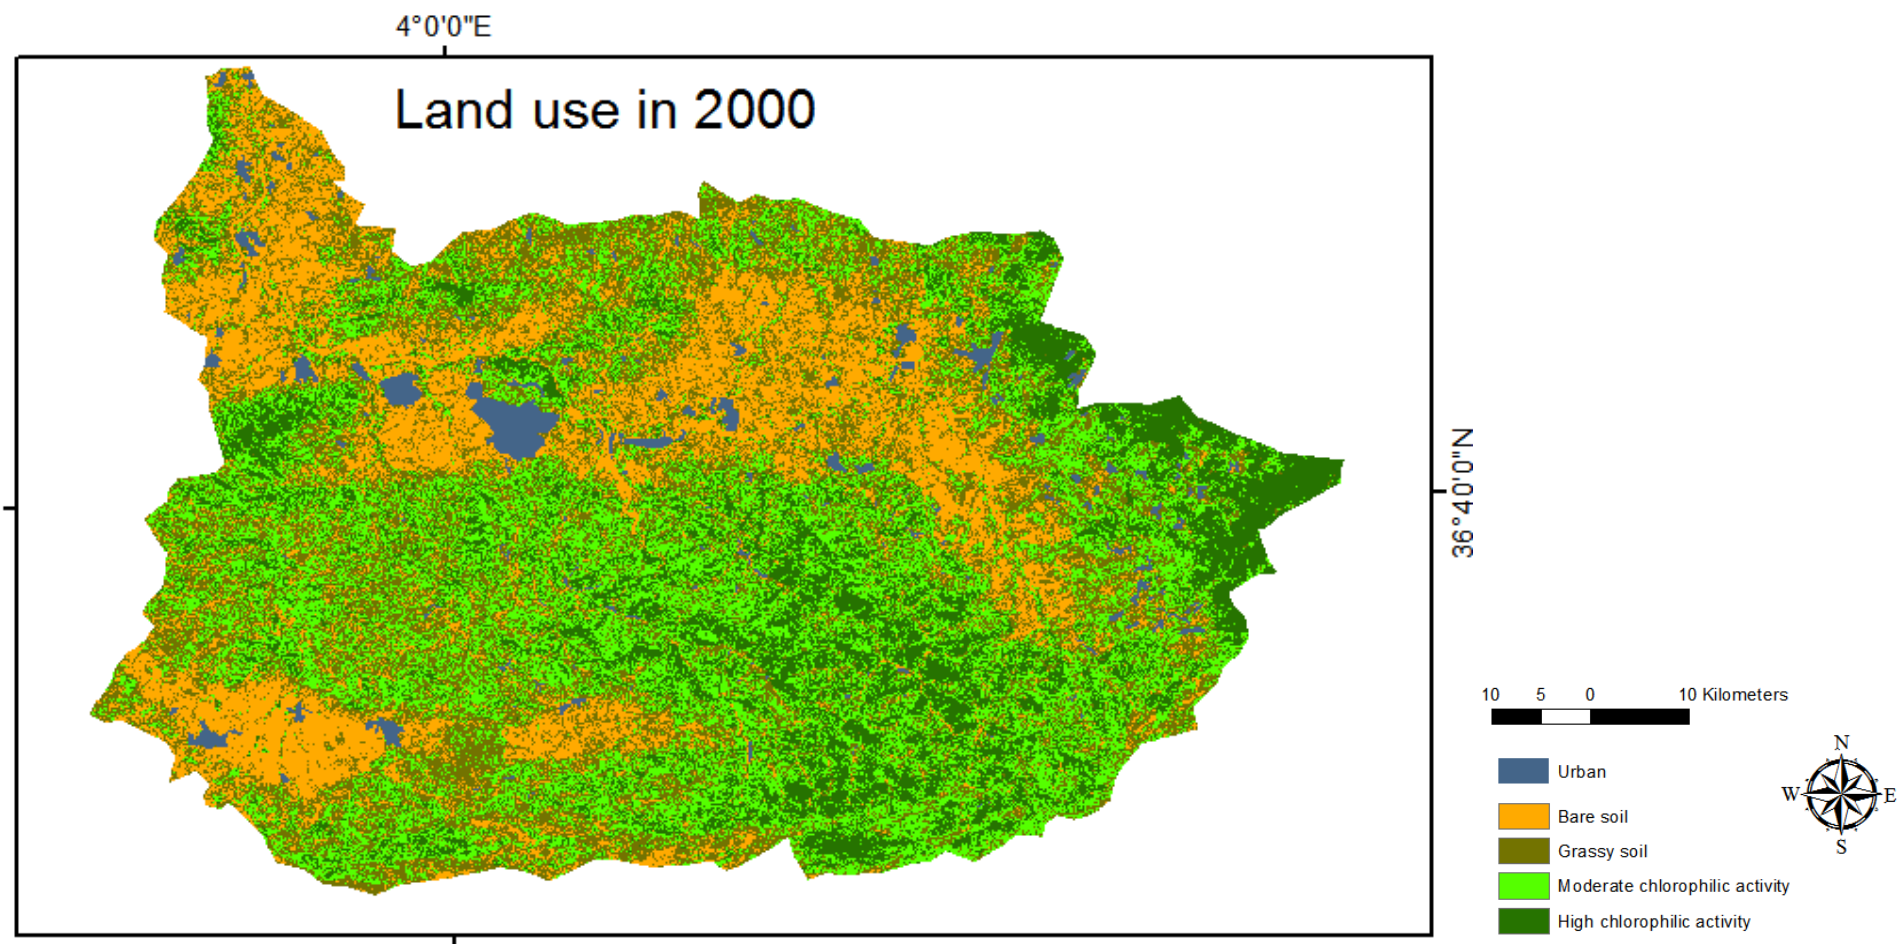 4°0'0"E
Land use in 2000
36°40'0"N
10 5 0 10 Kilometers
N
W E
S
Urban
Bare soil
Grassy soil
Moderate chlorophilic activity
High chlorophilic activity